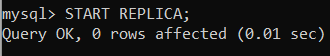 mysql> START REPLICA;
Query OK, 0 rows affected (0.01 sec)